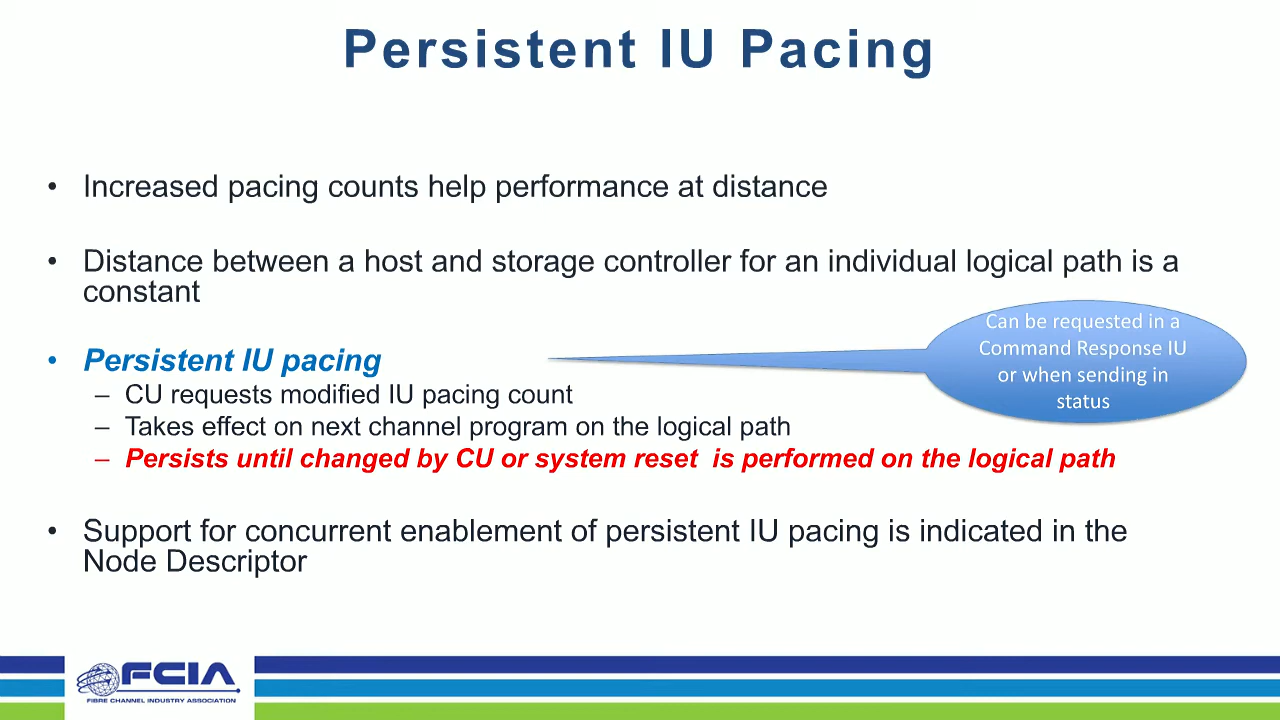 Persistent IU Pacing
• Increased pacing counts help performance at distance
• Distance between a host and storage controller for an individual logical path is a
constant
Can be requested in a
Command Response IU
or when sending in
status
• Persistent IU pacing
– CU requests modified IU pacing count
– Takes effect on next channel program on the logical path
– Persists until changed by CU or system reset  is performed on the logical path
• Support for concurrent enablement of persistent IU pacing is indicated in the
Node Descriptor
FCIA
FIBRE CHANNEL INDUSTRY ASSOCIATION